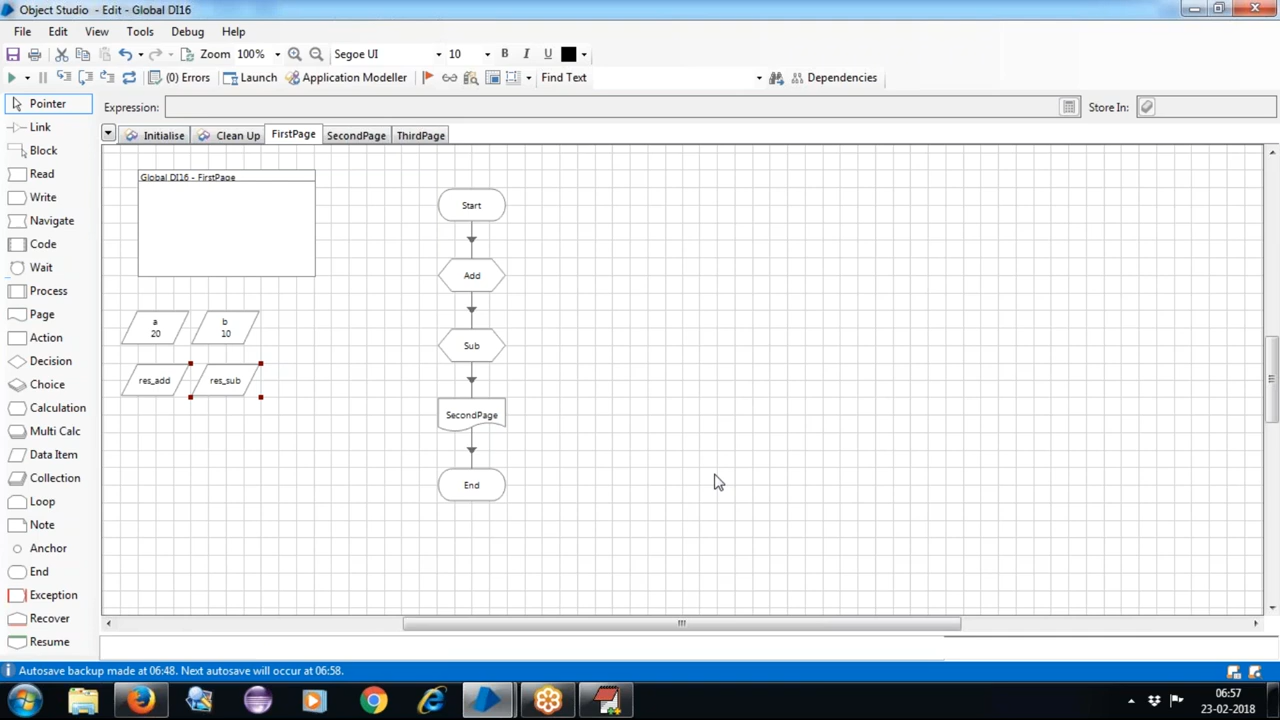 Object Studio - Edit - Global DI16
File Edit View Tools Debug Help
Zoom 100% Segoe UI 10 B I U
(0) Errors Launch Application Modeller Find Text Dependencies
Pointer Expression: Store In:
Link Initialise Clean Up FirstPage SecondPage ThirdPage
Block
Read Global DI16 - FirstPage
Write Start
Navigate
Code
Wait Add
Process
Page a b
20 10
Action Sub
Decision
Choice res_add res_sub
Calculation SecondPage
Multi Calc
Data Item
Collection End
Loop
Note
Anchor
End
Exception
Recover
Resume
Autosave backup made at 06:48. Next autosave will occur at 06:58.
06:57
23-02-2018